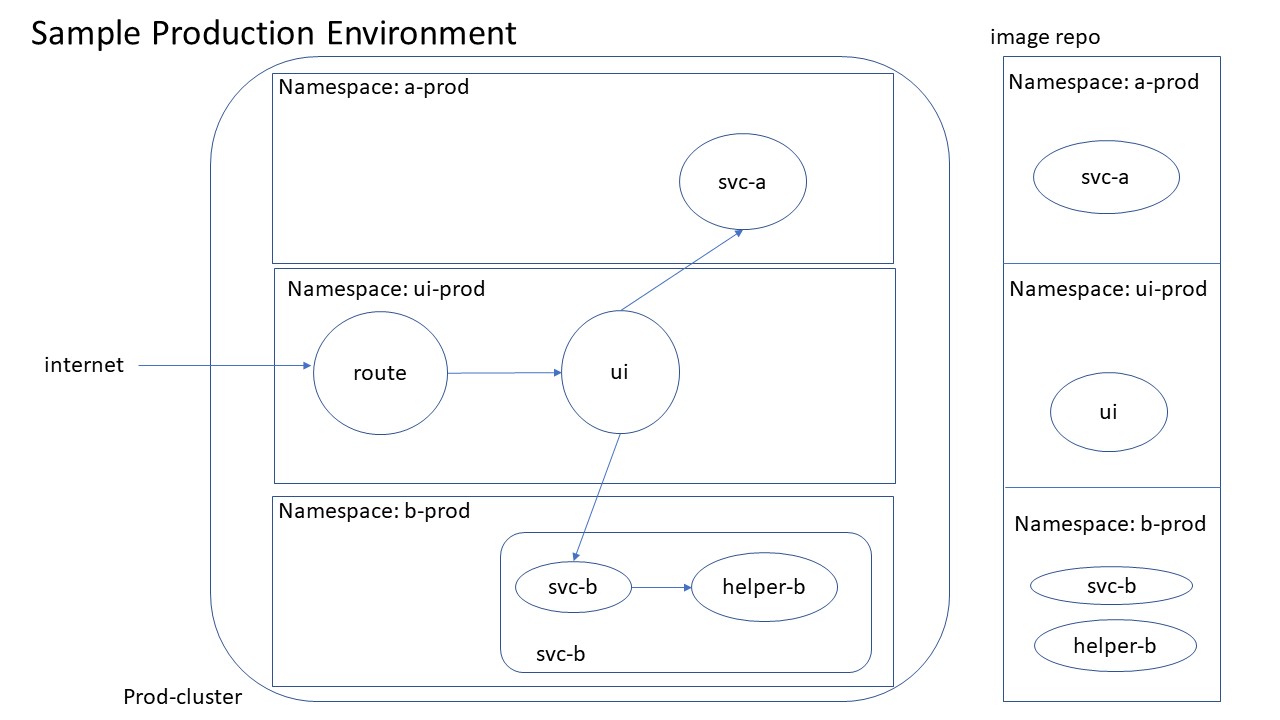 Sample Production Environment
image repo
Namespace: a-prod
svc-a
Namespace: ui-prod
internet
route
ui
Namespace: b-prod
svc-b
helper-b
svc-b
Prod-cluster
Namespace: a-prod
svc-a
Namespace: ui-prod
ui
Namespace: b-prod
svc-b
helper-b